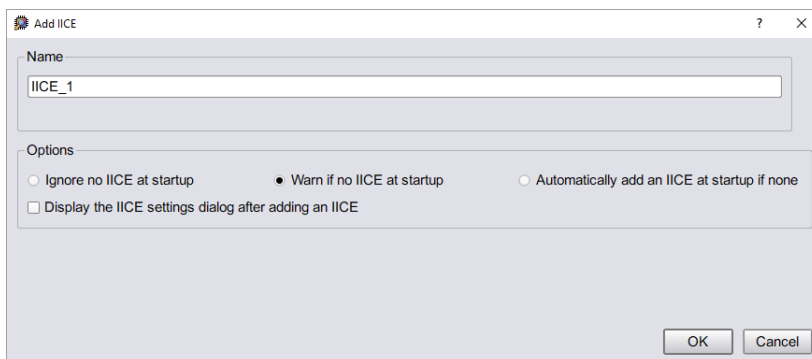 Add IICE
?
Name
IICE_1
Options
Ignore no IICE at startup
Warn if no IICE at startup
Automatically add an IICE at startup if none
Display the IICE settings dialog after adding an IICE
OK
Cancel